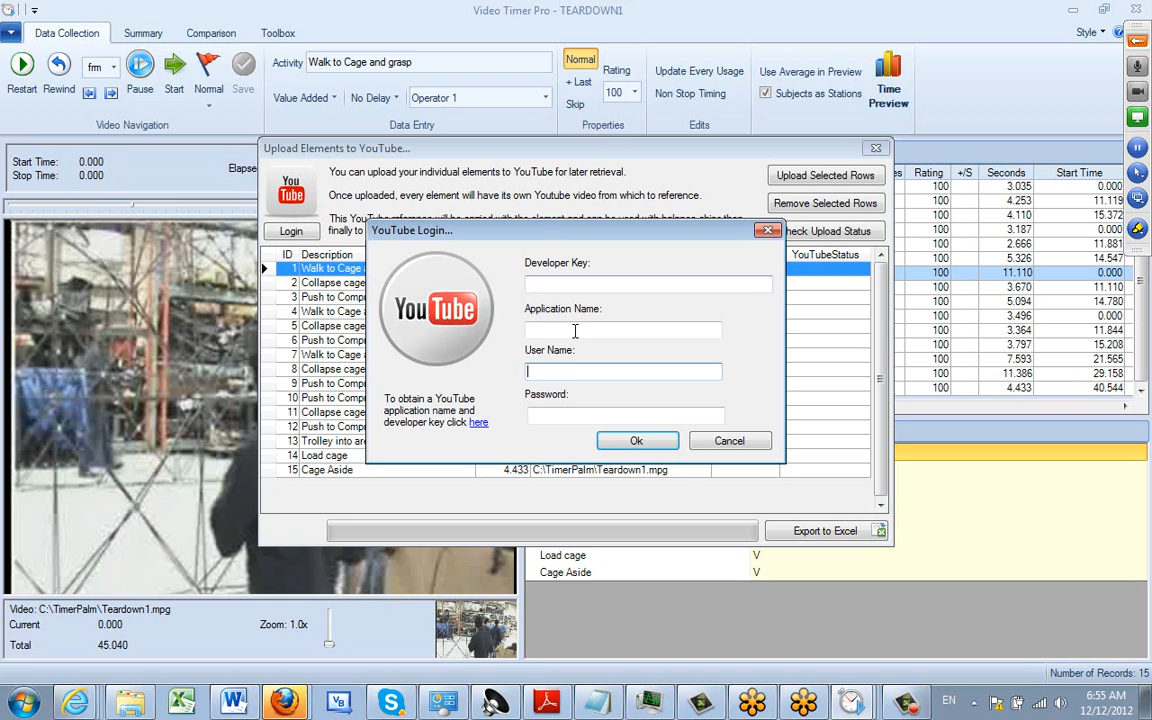 Video Timer Pro - TEARDOWN1
Data Collection
Summary
Comparison
Toolbox
Style
Restart
Rewind
frm
Pause
Start
Normal
Save
Video Navigation
Activity
Walk to Cage and grasp
Value Added
No Delay
Operator 1
Data Entry
Normal
+ Last
Skip
Rating
100
Properties
Update Every Usage
Non Stop Timing
Edits
Use Average in Preview
Subjects as Stations
Time
Preview
Start Time: 0.000
Stop Time: 0.000
Upload Elements to YouTube...
You
Tube
You can upload your individual elements to YouTube for later retrieval.
Once uploaded, every element will have its own Youtube video from which to reference.
Upload Selected Rows
Remove Selected Rows
Login
finally to
heck Upload Status
ID Description
YouTubeStatus
1 Walk to Cage
2 Collapse cage
3 Push to Compr
4 Walk to Cage
5 Collapse cage
6 Push to Compr
7 Walk to Cage
8 Collapse cage
9 Push to Compr
10
11 Collapse cage
12 Push to Compr
13 Trolley into are
14 Load cage
15 Cage Aside 4.433 C:\TimerPalm\Teardown1.mpg
Export to Excel
YouTube Login...
YouTube
Developer Key:
Application Name:
User Name:
Password:
To obtain a YouTube
application name and
developer key click here
Ok
Cancel
es Rating +/S Seconds Start Time
100 3.035 0.000
100 4.253 11.119
100 4.110 15.372
100 3.187 0.000
100 2.666 11.881
100 5.326 14.547
100 11.110 0.000
100 3.670 11.110
100 5.094 14.780
100 3.496 0.000
100 3.364 11.844
100 3.797 15.208
100 7.593 21.565
100 11.386 29.158
100 4.433 40.544
Load cage V
Cage Aside V
Video: C:\TimerPalm\Teardown1.mpg
Current 0.000
Total 45.040
Zoom: 1.0x
Number of Records: 15
EN
6:55 AM
12/12/2012